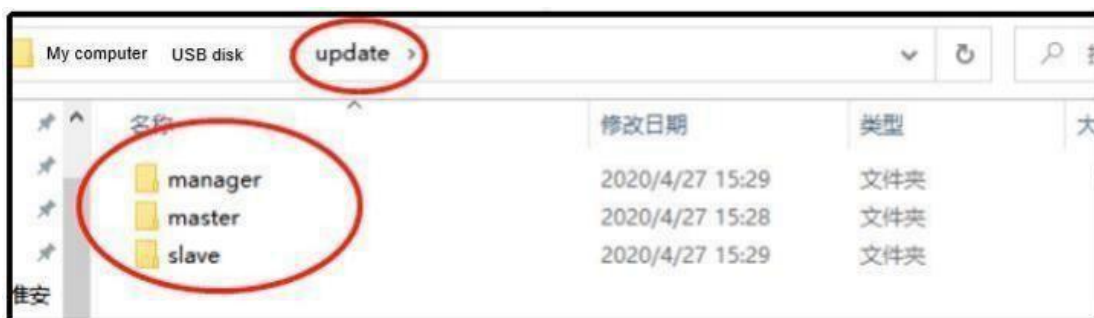 My computer USB disk update >
名称 修改日期 类型 大
manager 2020/4/27 15:29 文件夹
master 2020/4/27 15:28 文件夹
slave 2020/4/27 15:29 文件夹